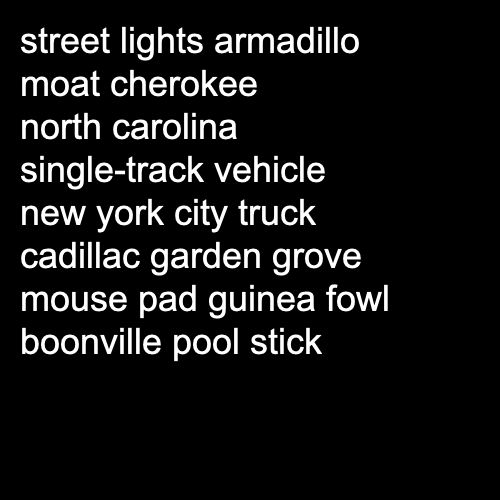 street lights armadillo
moat cherokee
north carolina
single-track vehicle
new york city truck
cadillac garden grove
mouse pad guinea fowl
boonville pool stick